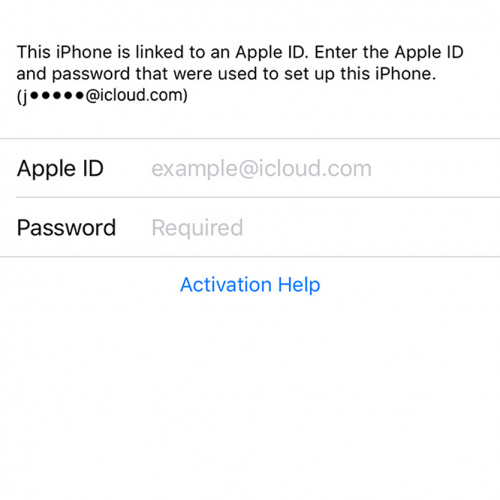 This iPhone is linked to an Apple ID. Enter the Apple ID
and password that were used to set up this iPhone.
(j●●●●●@icloud.com)
Apple ID example@icloud.com
Password Required
Activation Help